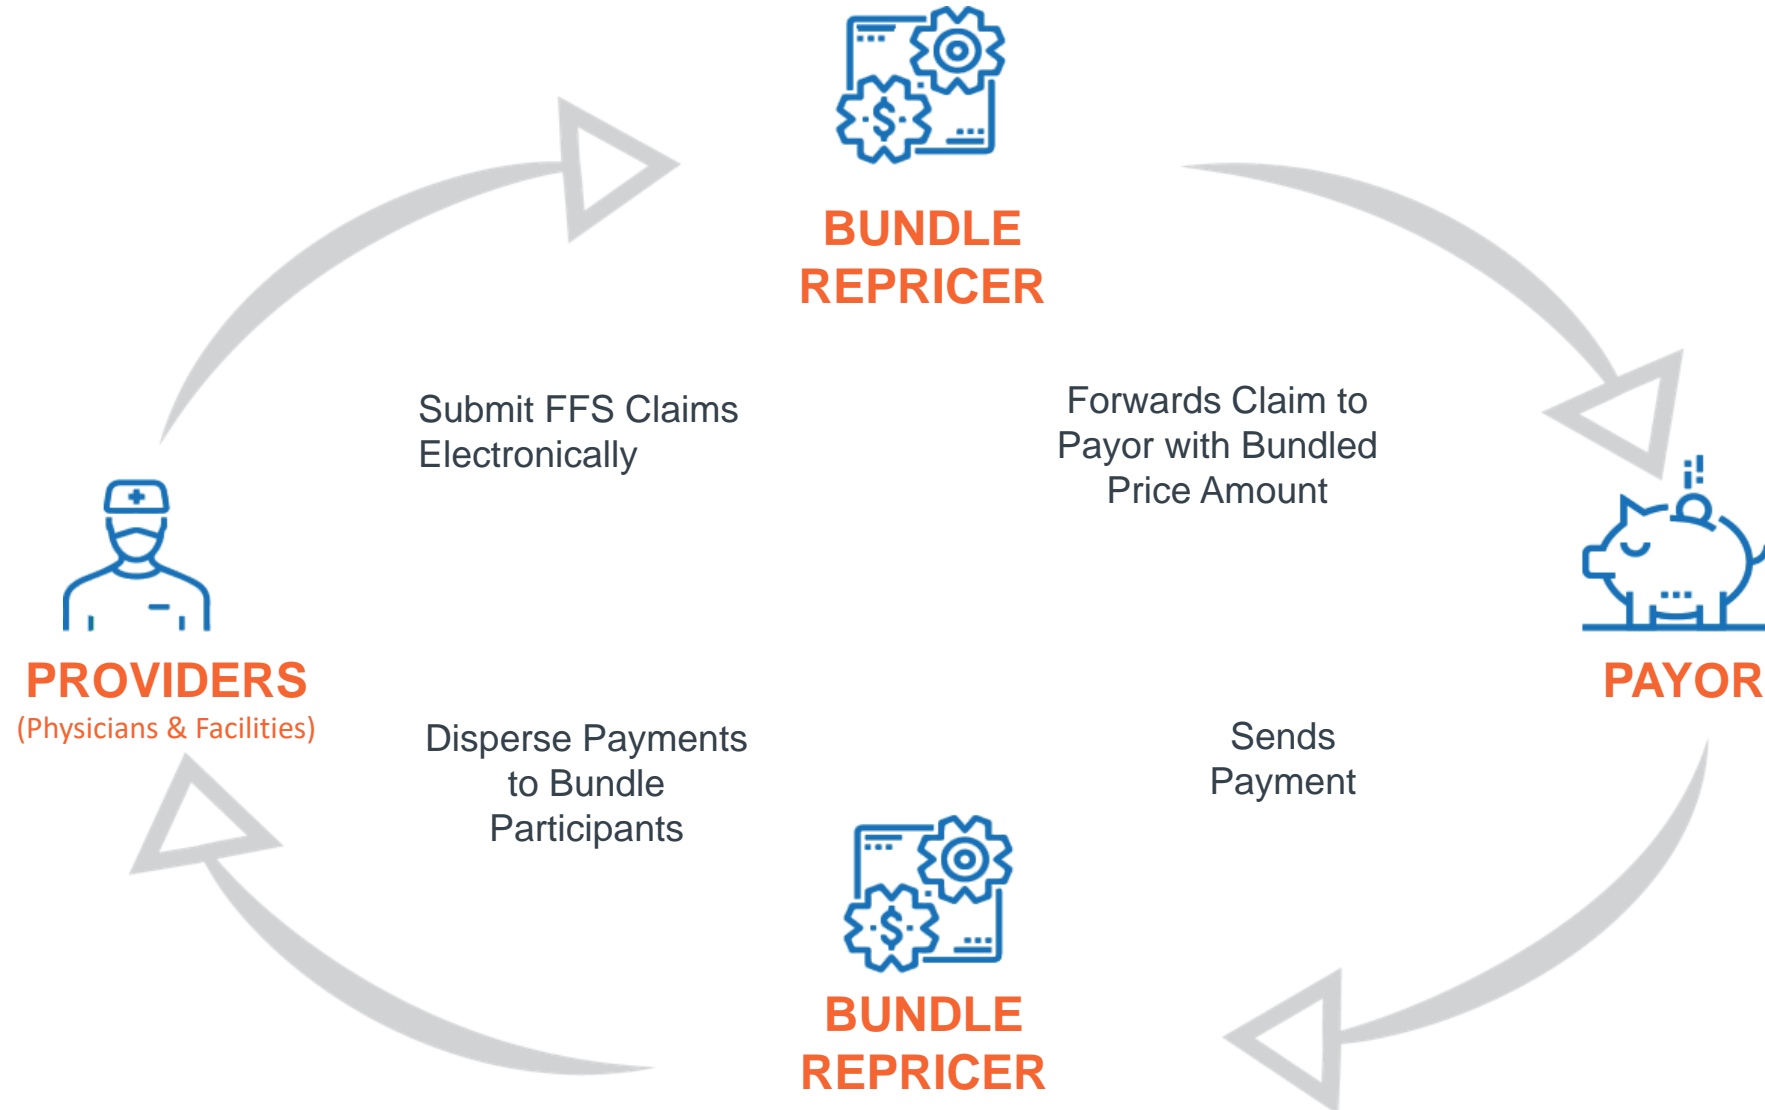 BUNDLE
REPRICER
Submit FFS Claims
Electronically
Forwards Claim to
Payor with Bundled
Price Amount
PROVIDERS
(Physicians & Facilities)
PAYOR
Disperse Payments
to Bundle
Participants
Sends
Payment
BUNDLE
REPRICER